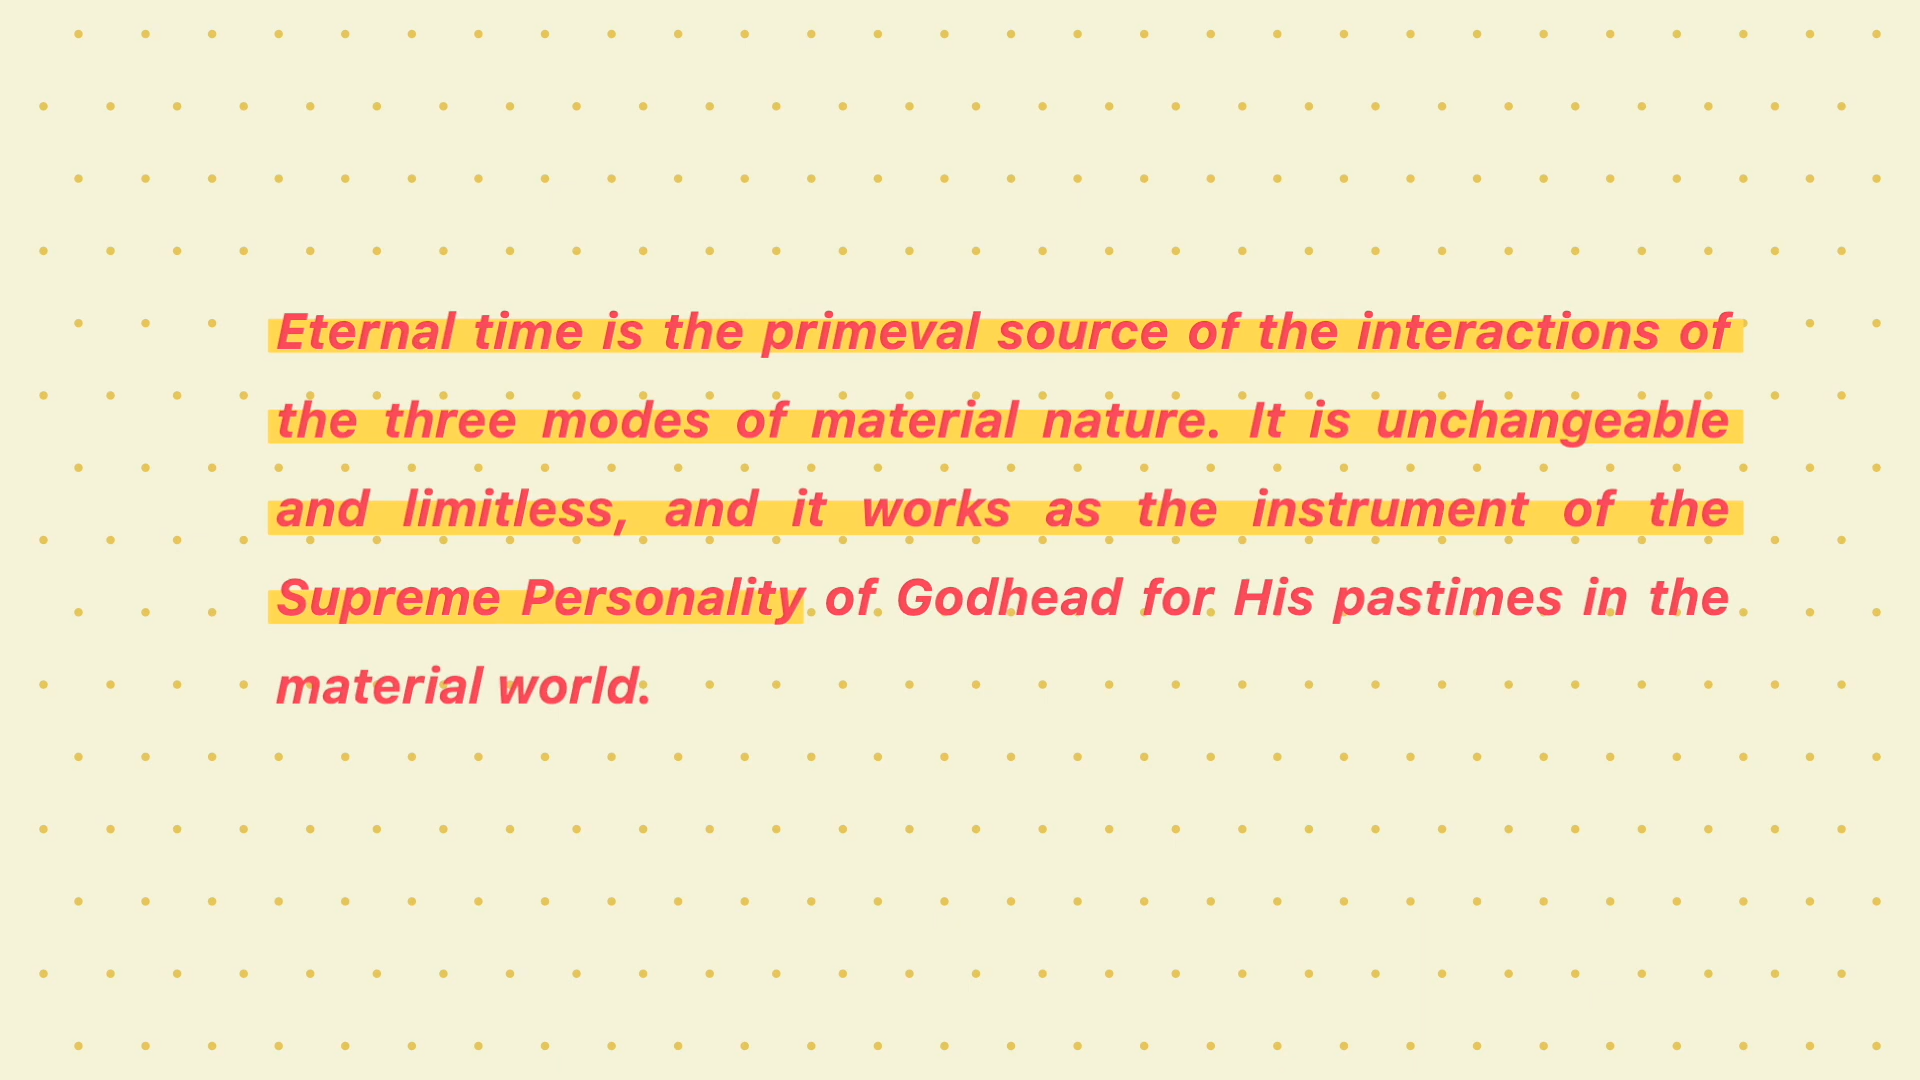 Eternal time is the primeval source of the interactions of
the three modes of material nature. It is unchangeable
and limitless, and it works as the instrument of the
Supreme Personality of Godhead for His pastimes in the
material world.